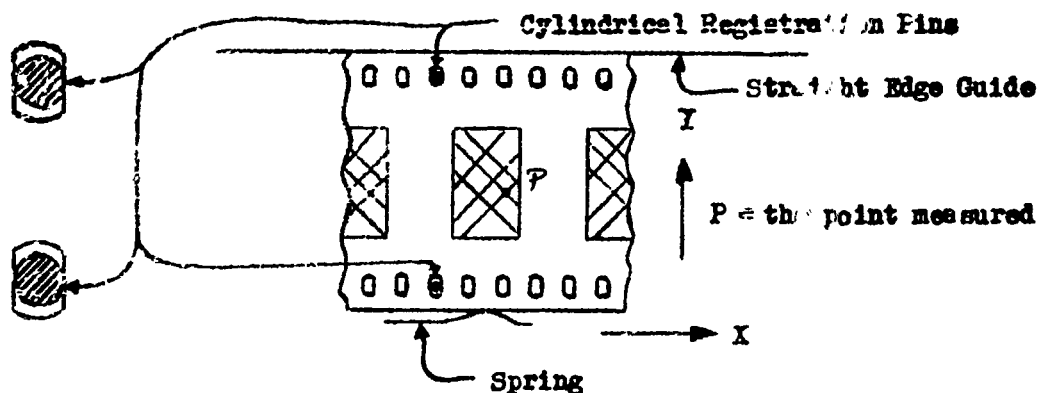 Cylindrical Registration Pins
Straight Edge Guide
Y
P
P = the point measured
X
Spring